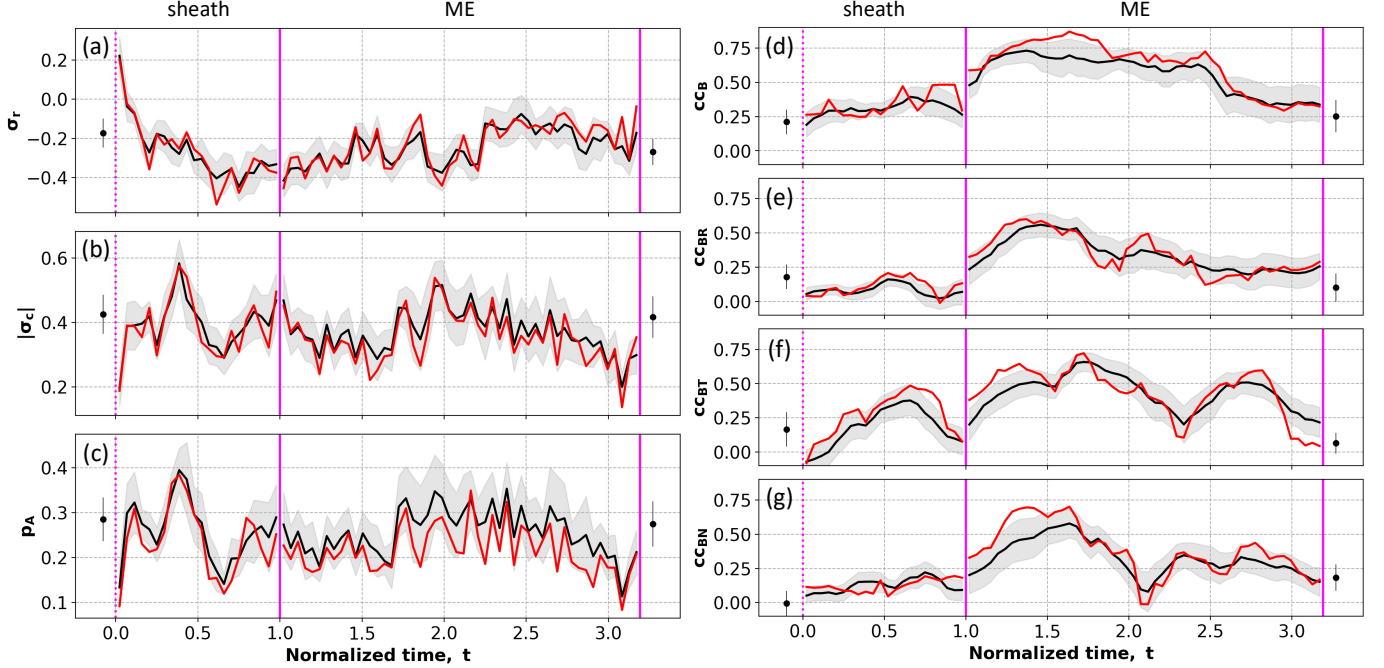 sheath ME
(a)
σr
0.2
0.0
−0.2
−0.4
(b)
|σc|
0.6
0.4
0.2
(c)
pA
0.4
0.3
0.2
0.1
0.0 0.5 1.0 1.5 2.0 2.5 3.0
Normalized time, t
sheath ME
(d)
ccB
0.75
0.50
0.25
0.00
(e)
ccBR
0.75
0.50
0.25
0.00
(f)
ccBT
0.75
0.50
0.25
0.00
(g)
ccBN
0.75
0.50
0.25
0.00
0.0 0.5 1.0 1.5 2.0 2.5 3.0
Normalized time, t